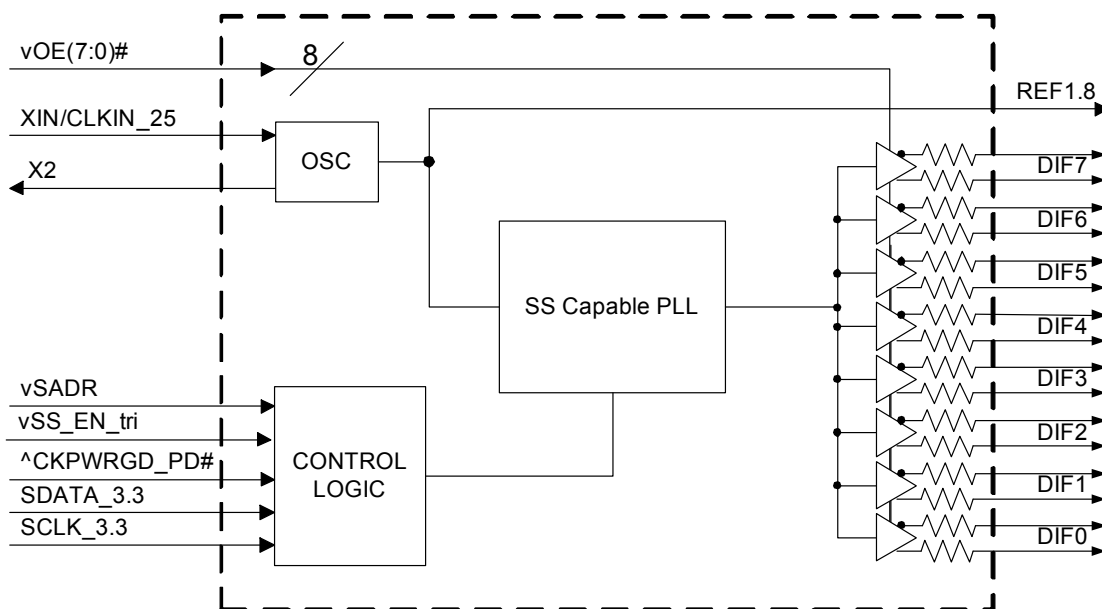 vOE(7:0)#
8
REF1.8
XIN/CLKIN_25
OSC
X2
DIF7
DIF6
DIF5
SS Capable PLL
DIF4
DIF3
vSADR
vSS_EN_tri
DIF2
^CKPWRGD_PD#
CONTROL
LOGIC
SDATA_3.3
DIF1
SCLK_3.3
DIF0